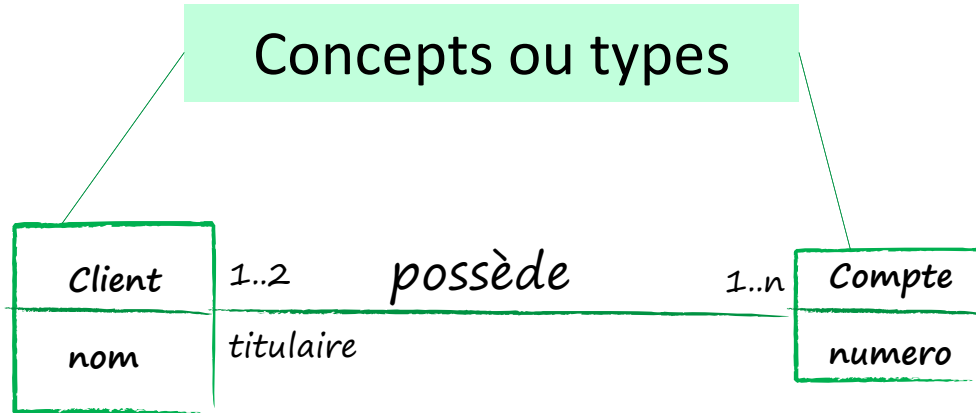 Concepts ou types
Client
1..2
possède
1..n
Compte
nom
titulaire
numero